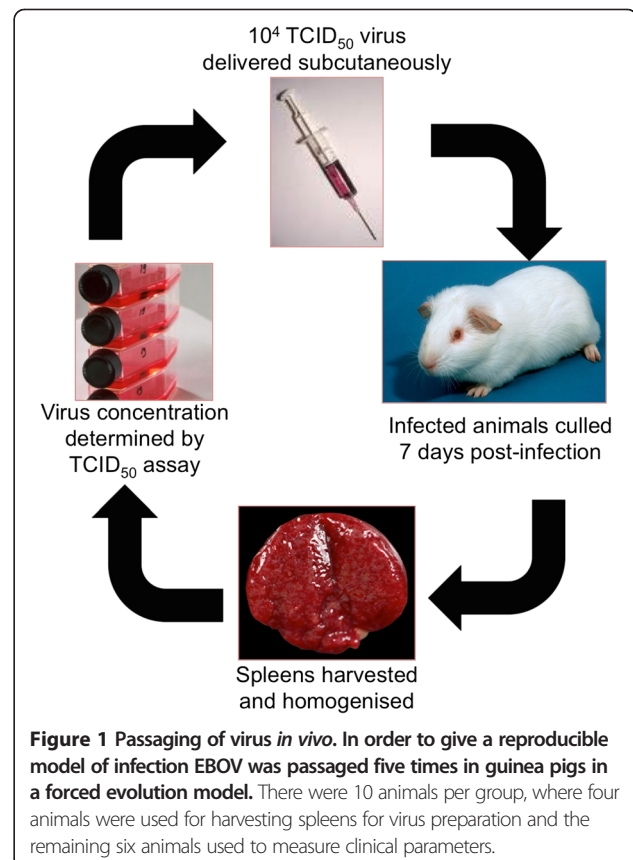 10⁴ TCID₅₀ virus
delivered subcutaneously
Infected animals culled
7 days post-infection
Spleens harvested
and homogenised
Virus concentration
determined by
TCID₅₀ assay
Figure 1 Passaging of virus in vivo. In order to give a reproducible
model of infection EBOV was passaged five times in guinea pigs in
a forced evolution model. There were 10 animals per group, where four
animals were used for harvesting spleens for virus preparation and the
remaining six animals used to measure clinical parameters.